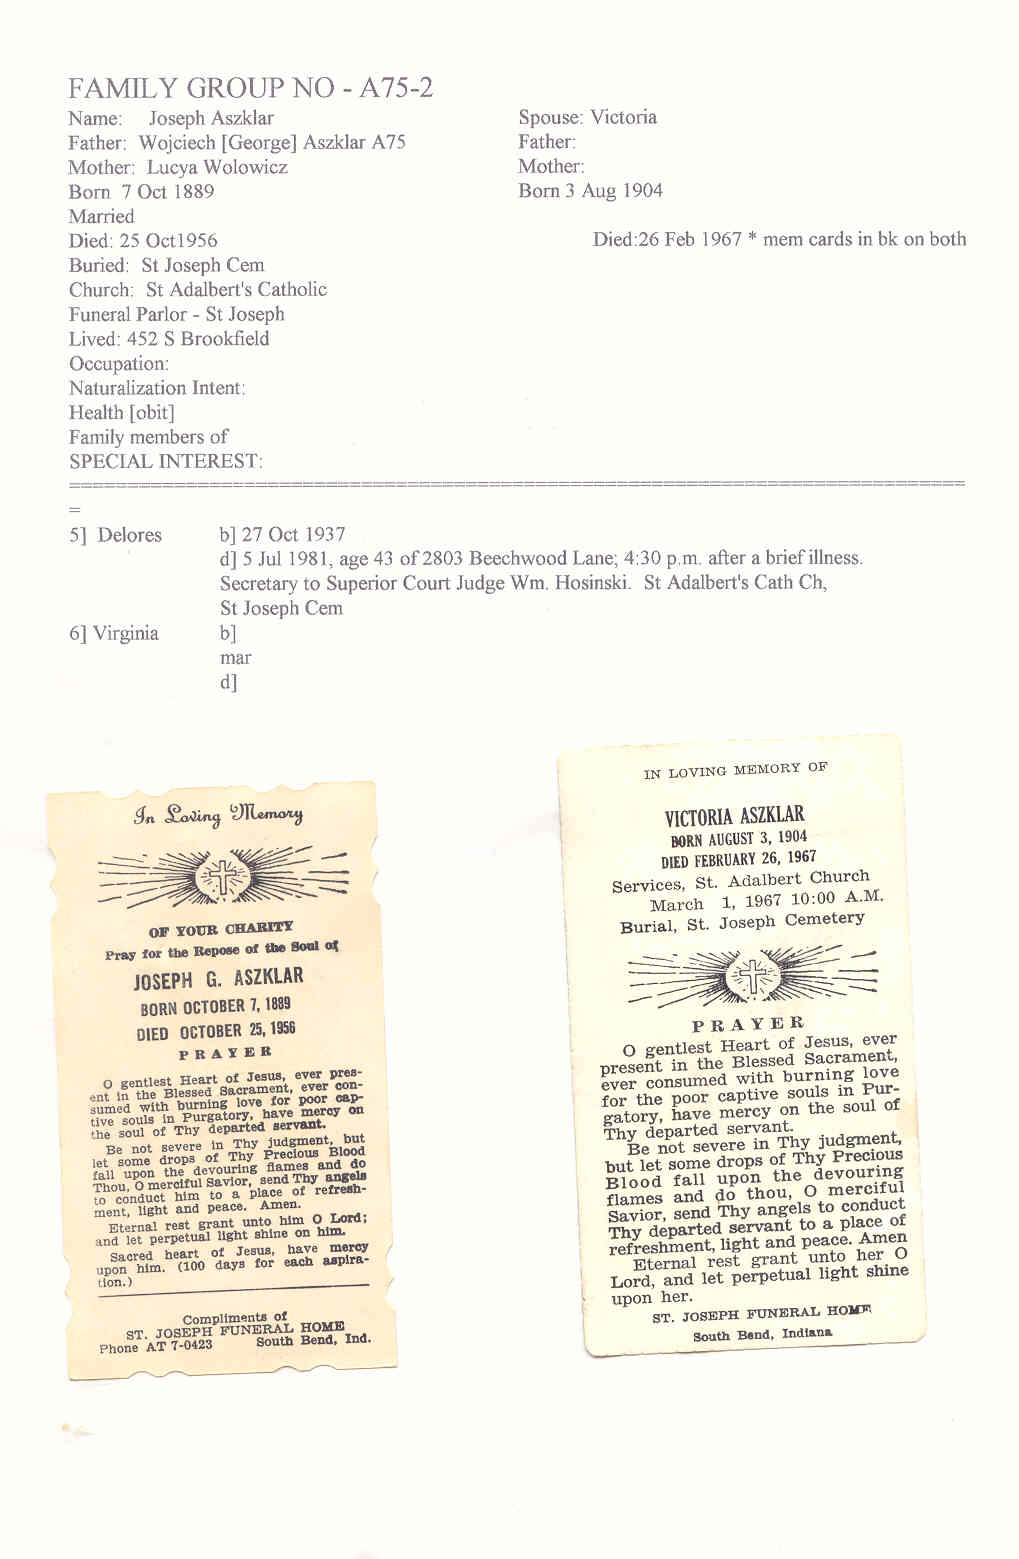 FAMILY GROUP NO - A75-2
Name: Joseph Aszklar
Spouse: Victoria
Father: Wojciech [George] Aszklar A75
Father:
Mother: Lucya Wolowicz
Mother:
Born 7 Oct 1889
Born 3 Aug 1904
Married
Died: 25 Oct1956
Died:26 Feb 1967 * mem cards in bk on both
Buried: St Joseph Cem
Church: St Adalbert's Catholic
Funeral Parlor - St Joseph
Lived: 452 S Brookfield
Occupation:
Naturalization Intent:
Health [obit]
Family members of
SPECIAL INTEREST:
5] Delores b] 27 Oct 1937
d] 5 Jul 1981, age 43 of 2803 Beechwood Lane; 4:30 p.m. after a brief illness.
Secretary to Superior Court Judge Wm. Hosinski. St Adalbert's Cath Ch,
St Joseph Cem
6] Virginia b]
mar
d]
In Loving Memory
OF YOUR CHARITY
Pray for the Repose of the Soul of
JOSEPH G. ASZKLAR
BORN OCTOBER 7, 1889
DIED OCTOBER 25, 1956
PRAYER
O gentlest Heart of Jesus, ever pres-
ent in the Blessed Sacrament, ever con-
sumed with burning love for poor cap-
tive souls in Purgatory, have mercy on
the soul of Thy departed servant.
Be not severe in Thy judgment, but
let some drops of Thy Precious Blood
fall upon the devouring flames and do
Thou, O merciful Savior, send Thy angels
to conduct him to a place of refresh-
ment, light and peace. Amen.
Eternal rest grant unto him O Lord;
and let perpetual light shine on him.
Sacred heart of Jesus, have mercy
upon him. (100 days for each aspira-
tion.)
Compliments of
ST. JOSEPH FUNERAL HOME
Phone AT 7-0423 South Bend, Ind.
IN LOVING MEMORY OF
VICTORIA ASZKLAR
BORN AUGUST 3, 1904
DIED FEBRUARY 26, 1967
Services, St. Adalbert Church
March 1, 1967 10:00 A.M.
Burial, St. Joseph Cemetery
PRAYER
O gentlest Heart of Jesus, ever
present in the Blessed Sacrament,
ever consumed with burning love
for the poor captive souls in Pur-
gatory, have mercy on the soul of
Thy departed servant.
Be not severe in Thy judgment,
but let some drops of Thy Precious
Blood fall upon the devouring
flames and do thou, O merciful
Savior, send Thy angels to conduct
Thy departed servant to a place of
refreshment, light and peace. Amen
Eternal rest grant unto her O
Lord, and let perpetual light shine
upon her.
ST. JOSEPH FUNERAL HOME
South Bend, Indiana